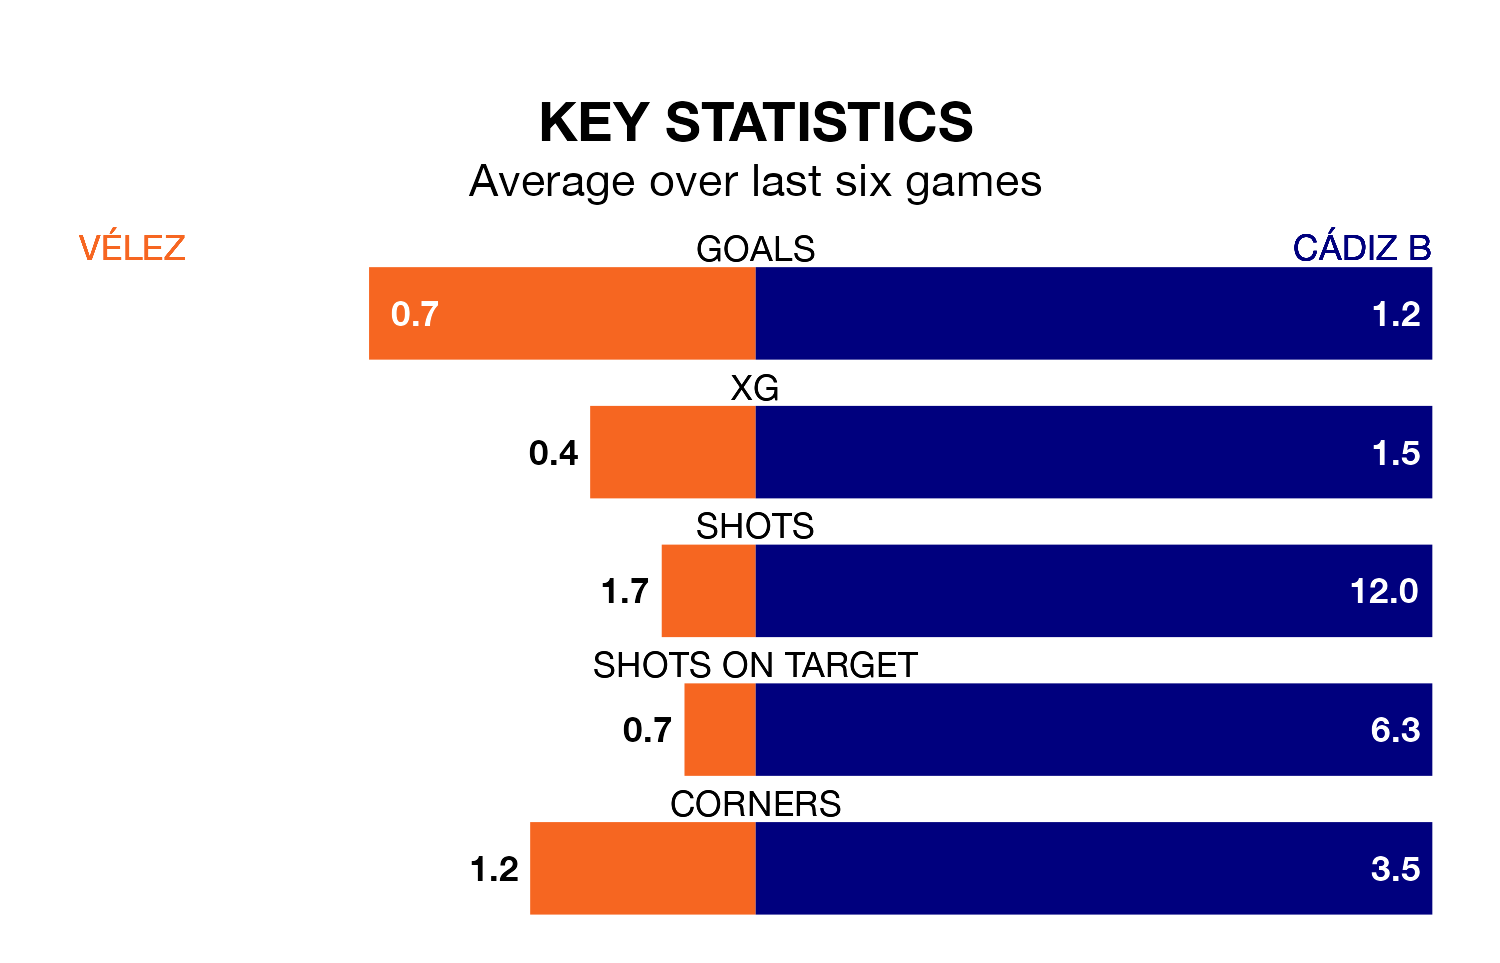 KEY STATISTICS
Average over last six games
VÉLEZ GOALS CÁDIZ B
0.7 1.2
XG
0.4 1.5
SHOTS
1.7 12.0
SHOTS ON TARGET
0.7 6.3
CORNERS
1.2 3.5